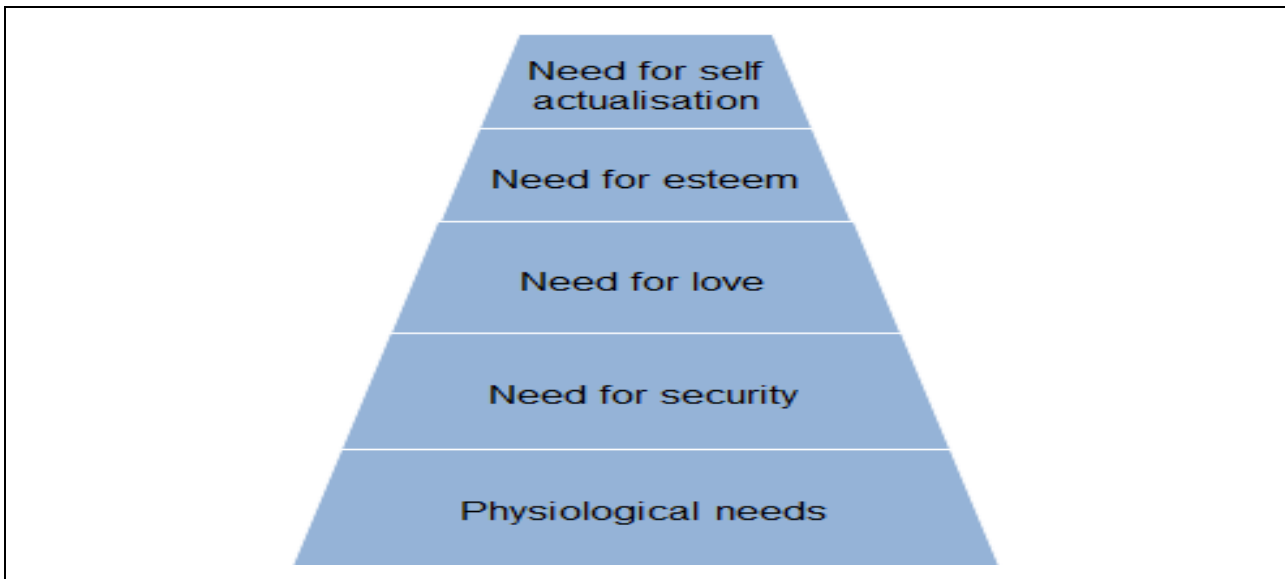 Need for self
actualisation
Need for esteem
Need for love
Need for security
Physiological needs